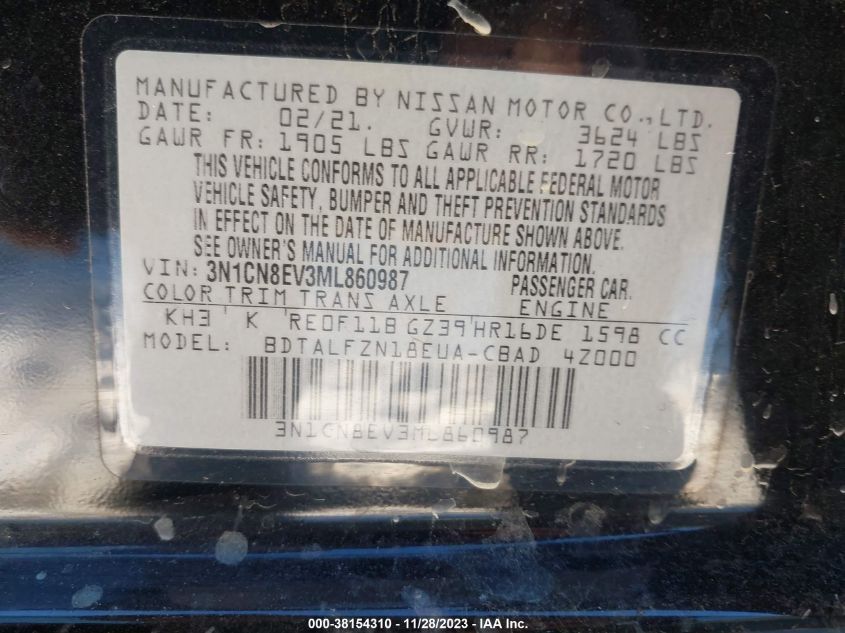 MANUFACTURED BY NISSAN MOTOR CO., LTD.
DATE: 02/21. GVWR: 3624 LBS
GAWR FR: 1905 LBS GAWR RR: 1720 LBS
THIS VEHICLE CONFORMS TO ALL APPLICABLE FEDERAL MOTOR
VEHICLE SAFETY, BUMPER AND THEFT PREVENTION STANDARDS
IN EFFECT ON THE DATE OF MANUFACTURE SHOWN ABOVE.
SEE OWNER'S MANUAL FOR ADDITIONAL INFORMATION.
VIN: 3N1CN8EV3ML860987 PASSENGER CAR.
COLOR TRIM TRANS AXLE ENGINE
KH3 K RE0F11B GZ39 HR16DE 1598 CC
MODEL: BDTALFZN18EUA-CBAD 4Z000
3N1CN8EV3ML860987
000-38154310 - 11/28/2023 - IAA Inc.